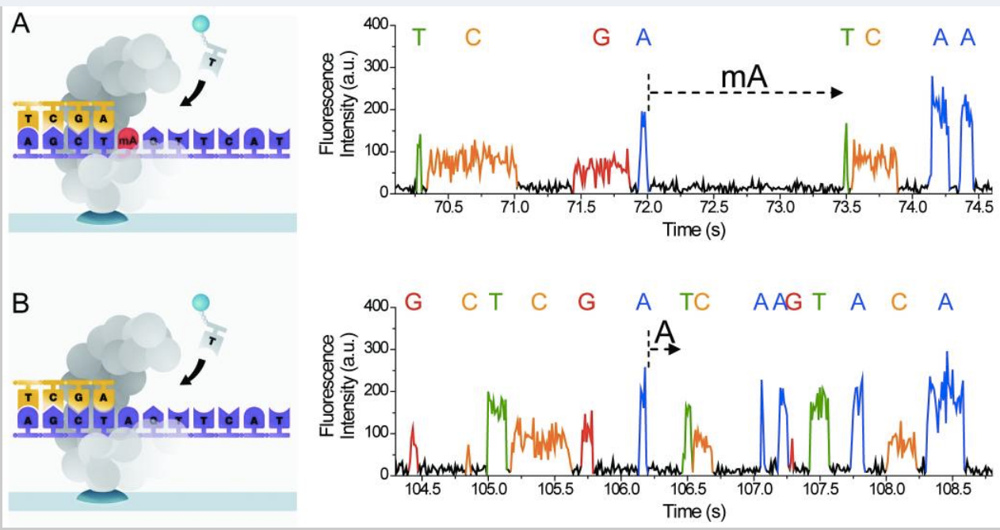 A
T
T C G A
A G C T mA G T T C A T
400
300
200
100
0
Fluorescence
Intensity (a.u.)
T C G A T C A A
mA
70.5 71.0 71.5 72.0 72.5 73.0 73.5 74.0 74.5
Time (s)
B
T
T C G A
A G C T A G T T C A T
400
300
200
100
0
Fluorescence
Intensity (a.u.)
G C T C G A TC A AG T A C A
A
104.5 105.0 105.5 106.0 106.5 107.0 107.5 108.0 108.5
Time (s)